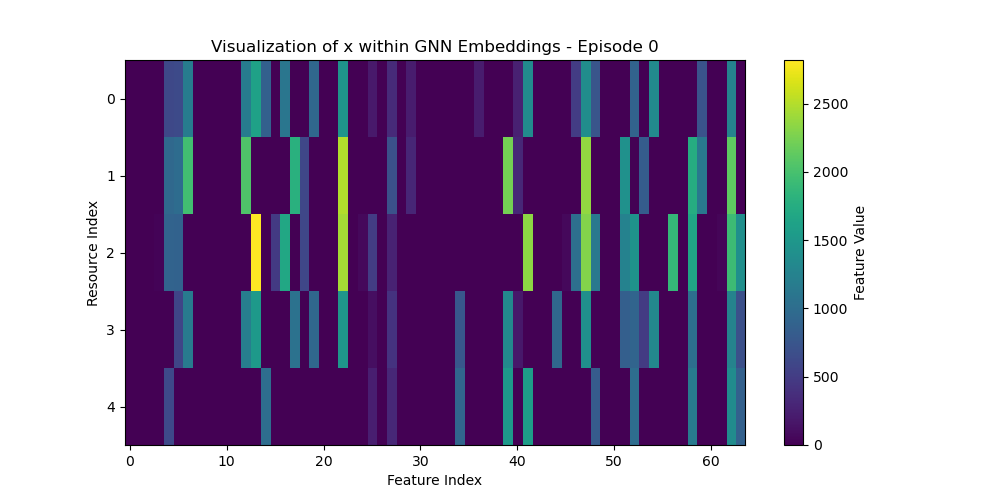 Visualization of x within GNN Embeddings - Episode 0
Resource Index
0
1
2
3
4
0 10 20 30 40 50 60
Feature Index
2500
2000
1500
1000
500
0
Feature Value